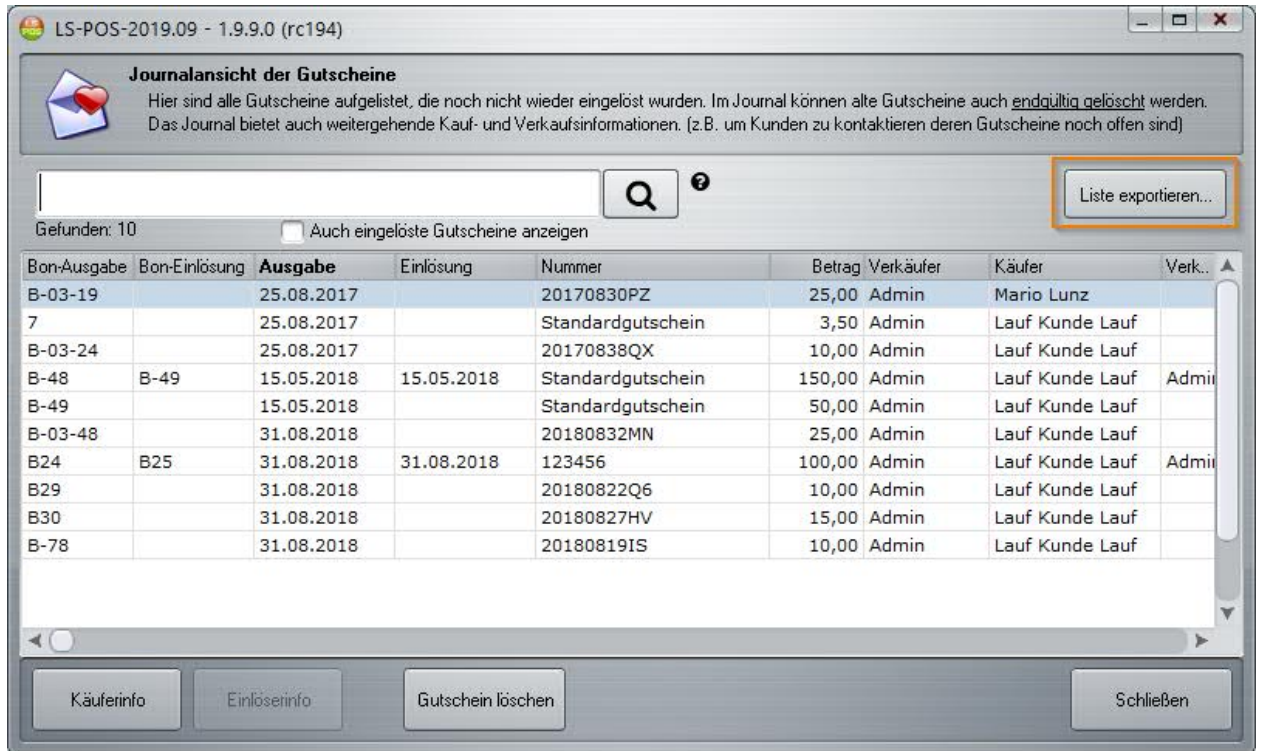 LS-POS-2019.09 - 1.9.9.0 (rc194)
Journalansicht der Gutscheine
Hier sind alle Gutscheine aufgelistet, die noch nicht wieder eingelöst wurden. Im Journal können alte Gutscheine auch endgültig gelöscht werden.
Das Journal bietet auch weitergehende Kauf- und Verkaufsinformationen. (z.B. um Kunden zu kontaktieren deren Gutscheine noch offen sind)
Liste exportieren...
Gefunden: 10 Auch eingelöste Gutscheine anzeigen
Bon-Ausgabe Bon-Einlösung Ausgabe Einlösung Nummer Betrag Verkäufer Käufer Verk...
B-03-19 25.08.2017 20170830PZ 25,00 Admin Mario Lunz
7 25.08.2017 Standardgutschein 3,50 Admin Lauf Kunde Lauf
B-03-24 25.08.2017 20170838QX 10,00 Admin Lauf Kunde Lauf
B-48 B-49 15.05.2018 15.05.2018 Standardgutschein 150,00 Admin Lauf Kunde Lauf Admin
B-49 15.05.2018 Standardgutschein 50,00 Admin Lauf Kunde Lauf
B-03-48 31.08.2018 20180832MN 25,00 Admin Lauf Kunde Lauf
B24 B25 31.08.2018 31.08.2018 123456 100,00 Admin Lauf Kunde Lauf Admin
B29 31.08.2018 20180822Q6 10,00 Admin Lauf Kunde Lauf
B30 31.08.2018 20180827HV 15,00 Admin Lauf Kunde Lauf
B-78 31.08.2018 20180819IS 10,00 Admin Lauf Kunde Lauf
Käuferinfo Einlöserinfo Gutschein löschen Schließen